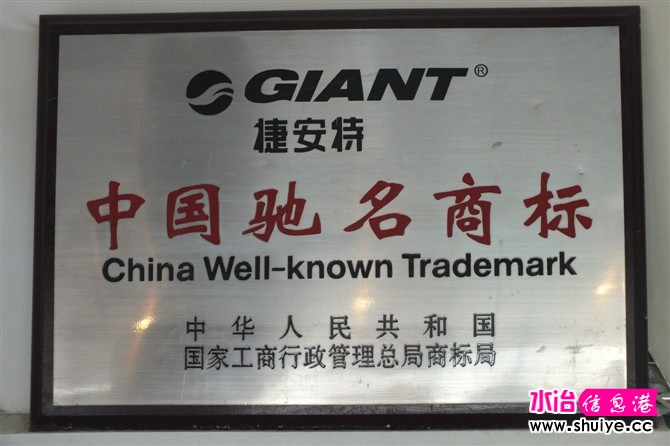 GIANT®
捷安特
中国驰名商标
China Well-known Trademark
中华人民共和国
国家工商行政管理总局商标局
水冶信息港
www.shuiye.cc